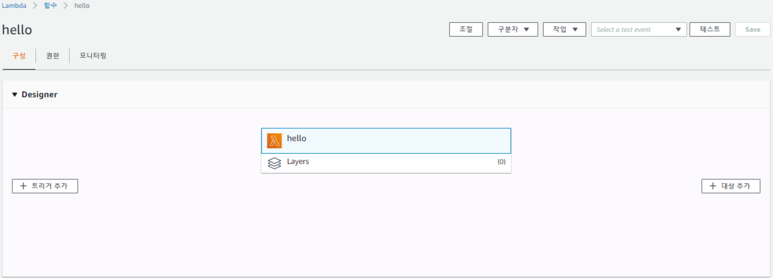 Lambda > 함수 > hello
hello
조절 구분자 ▼ 작업 ▼ Select a test event ▼ 테스트 Save
구성 권한 모니터링
▼ Designer
hello
Layers (0)
+ 트리거 추가 + 대상 추가